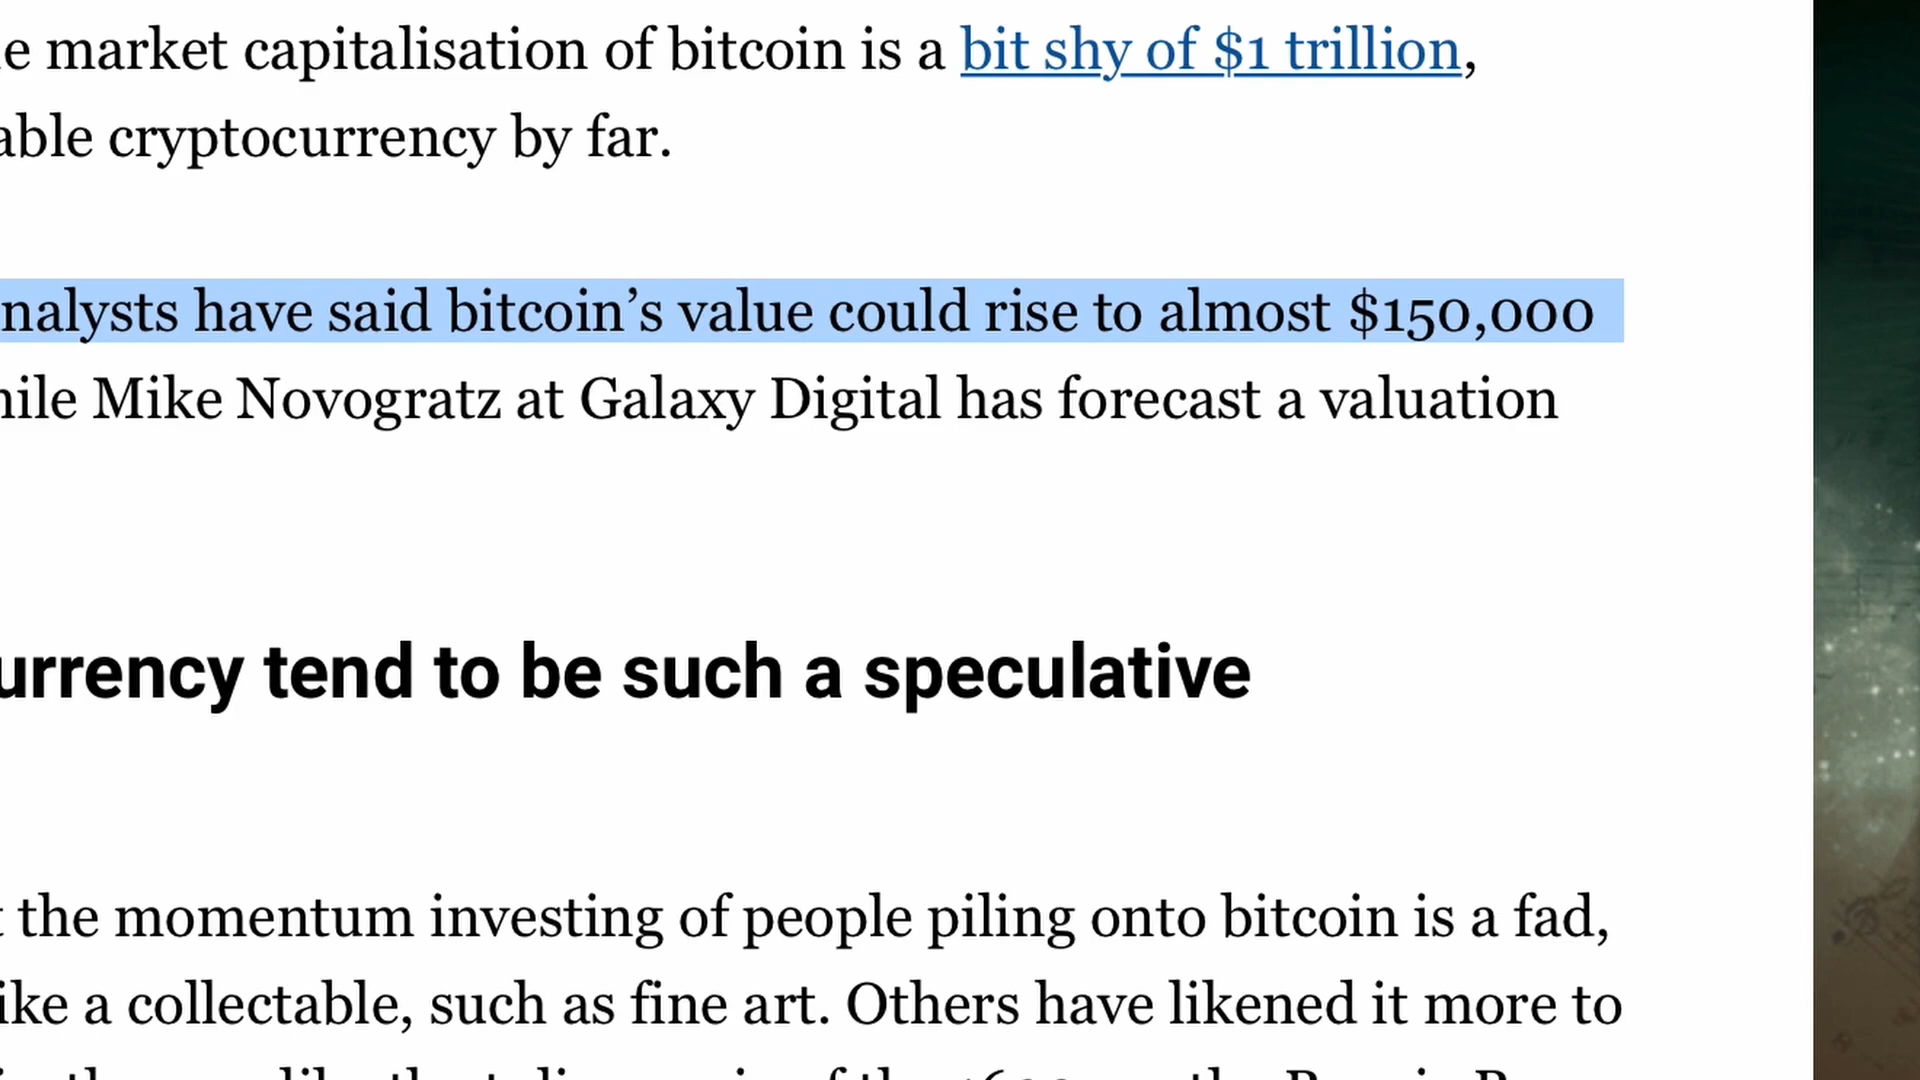 e market capitalisation of bitcoin is a bit shy of $1 trillion,
able cryptocurrency by far.
nalysts have said bitcoin’s value could rise to almost $150,000
hile Mike Novogratz at Galaxy Digital has forecast a valuation
urrency tend to be such a speculative
t the momentum investing of people piling onto bitcoin is a fad,
ike a collectable, such as fine art. Others have likened it more to